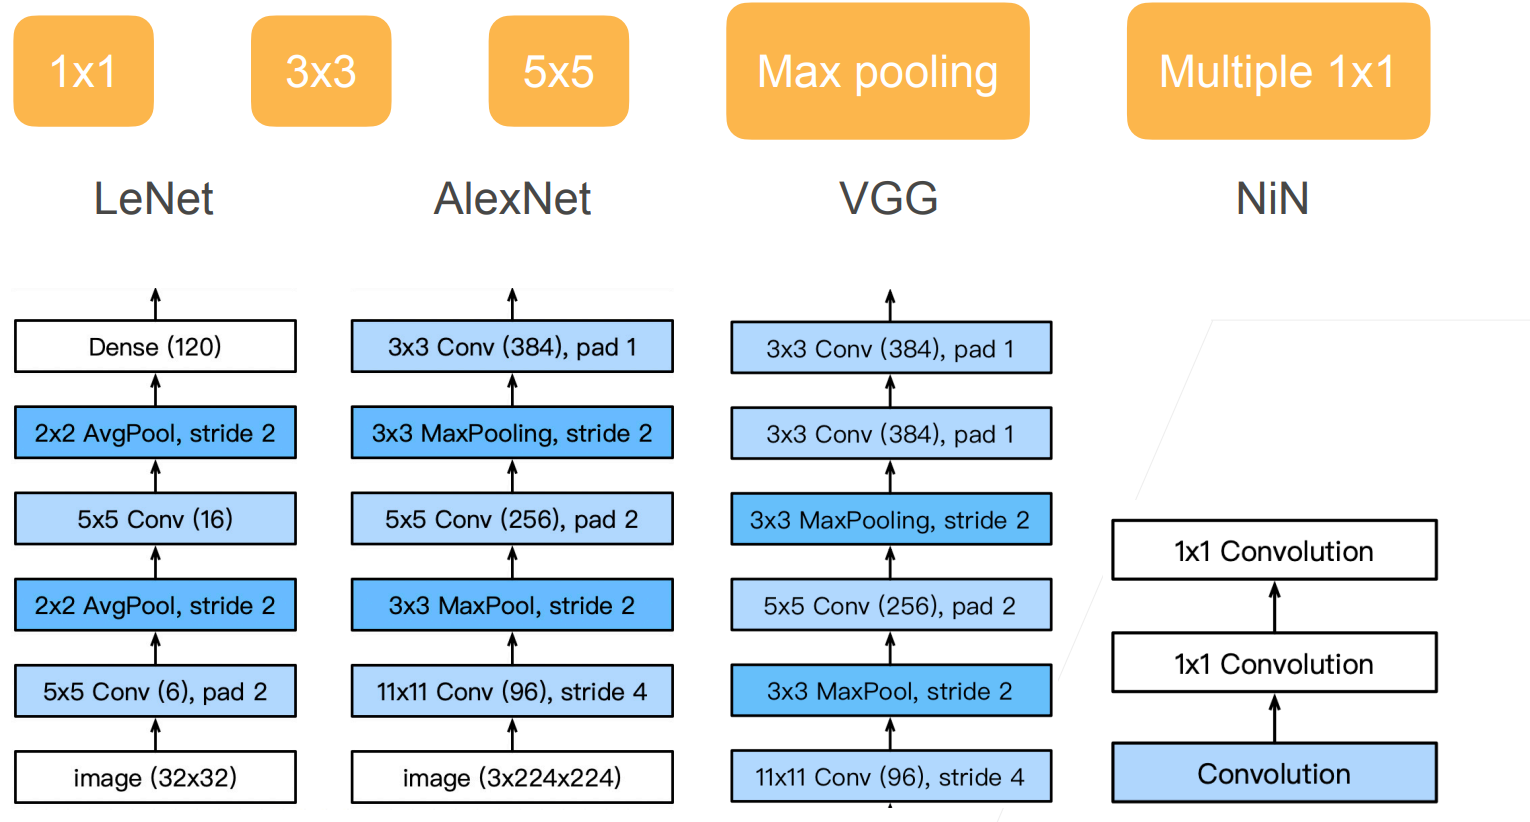 1x1
3x3
5x5
Max pooling
Multiple 1x1
LeNet
AlexNet
VGG
NiN
Dense (120)
2x2 AvgPool, stride 2
5x5 Conv (16)
2x2 AvgPool, stride 2
5x5 Conv (6), pad 2
image (32x32)
3x3 Conv (384), pad 1
3x3 MaxPooling, stride 2
5x5 Conv (256), pad 2
3x3 MaxPool, stride 2
11x11 Conv (96), stride 4
image (3x224x224)
3x3 Conv (384), pad 1
3x3 Conv (384), pad 1
3x3 MaxPooling, stride 2
5x5 Conv (256), pad 2
3x3 MaxPool, stride 2
11x11 Conv (96), stride 4
1x1 Convolution
1x1 Convolution
Convolution